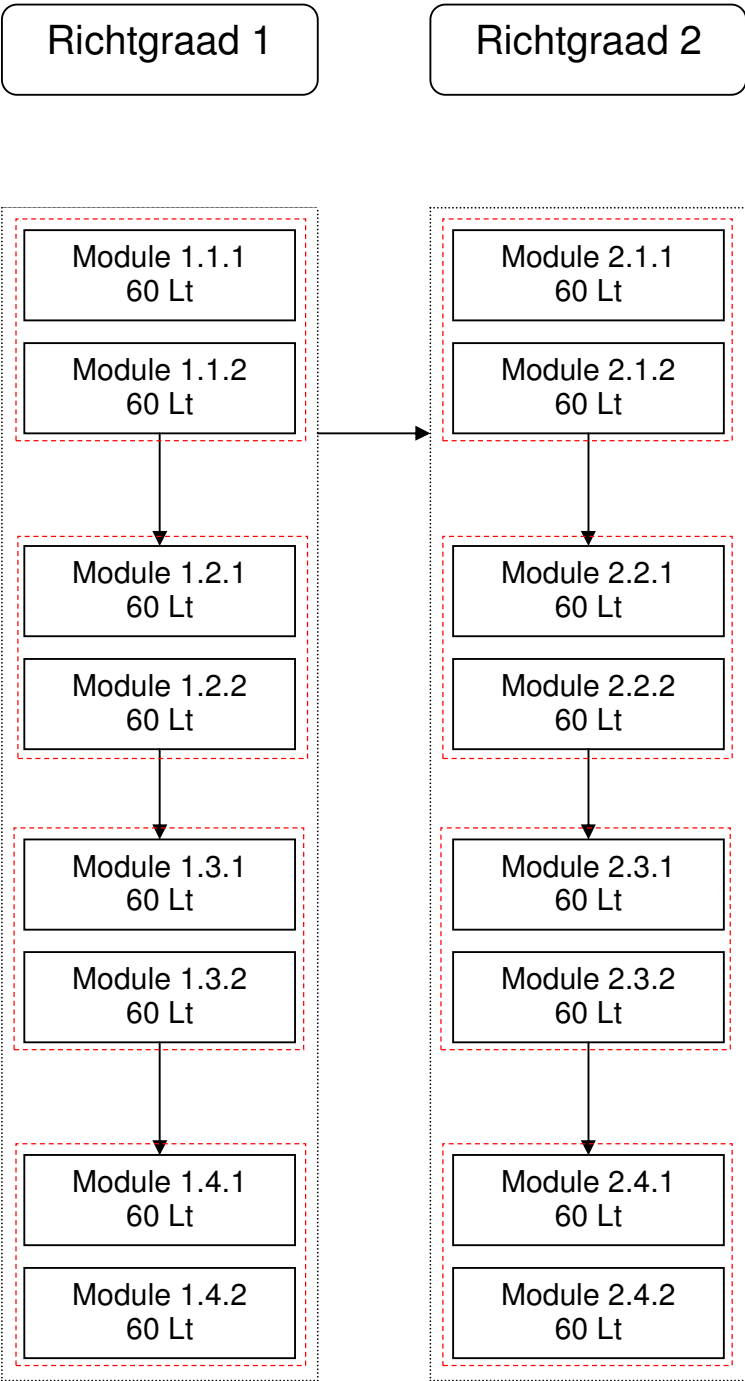 Richtgraad 1
Richtgraad 2
Module 1.1.1
60 Lt
Module 1.1.2
60 Lt
Module 1.2.1
60 Lt
Module 1.2.2
60 Lt
Module 1.3.1
60 Lt
Module 1.3.2
60 Lt
Module 1.4.1
60 Lt
Module 1.4.2
60 Lt
Module 2.1.1
60 Lt
Module 2.1.2
60 Lt
Module 2.2.1
60 Lt
Module 2.2.2
60 Lt
Module 2.3.1
60 Lt
Module 2.3.2
60 Lt
Module 2.4.1
60 Lt
Module 2.4.2
60 Lt